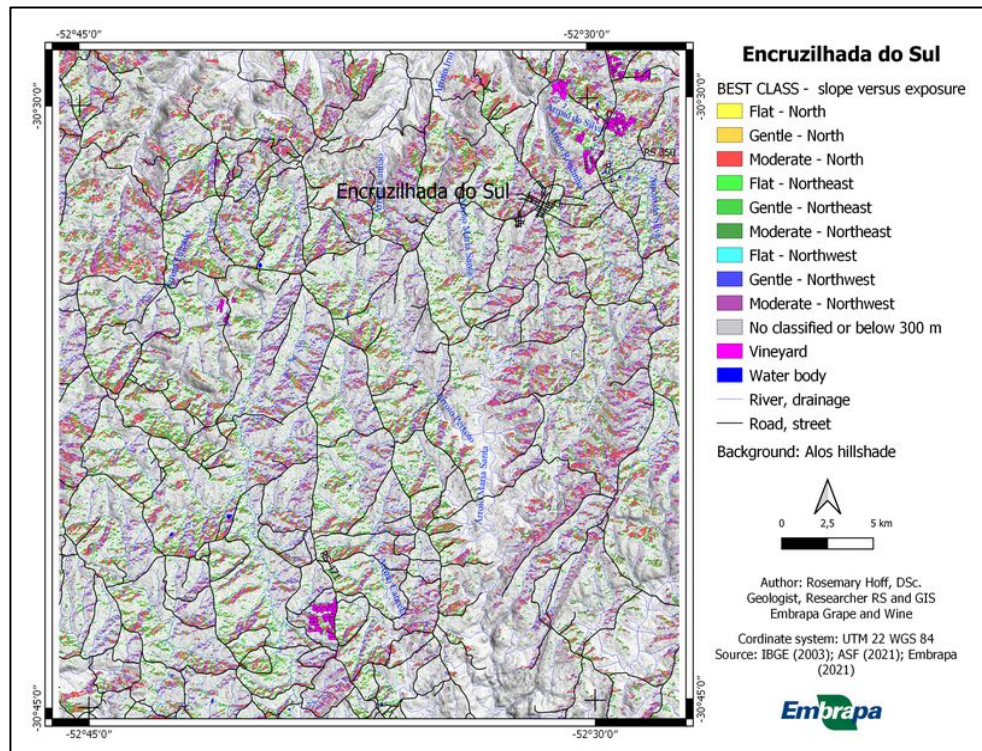 -52°45'0"
-52°30'0"
-30°30'0"
-30°30'0"
Encruzilhada do Sul
RS 350
Arroio Maria Santa
-30°45'0"
-30°45'0"
-52°45'0"
-52°30'0"
Encruzilhada do Sul
BEST CLASS - slope versus exposure
Flat - North
Gentle - North
Moderate - North
Flat - Northeast
Gentle - Northeast
Moderate - Northeast
Flat - Northwest
Gentle - Northwest
Moderate - Northwest
No classified or below 300 m
Vineyard
Water body
River, drainage
Road, street
Background: Alos hillshade
0 2,5 5 km
Author: Rosemary Hoff, DSc.
Geologist, Researcher RS and GIS
Embrapa Grape and Wine
Cordinate system: UTM 22 WGS 84
Source: IBGE (2003); ASF (2021); Embrapa
(2021)
Embrapa